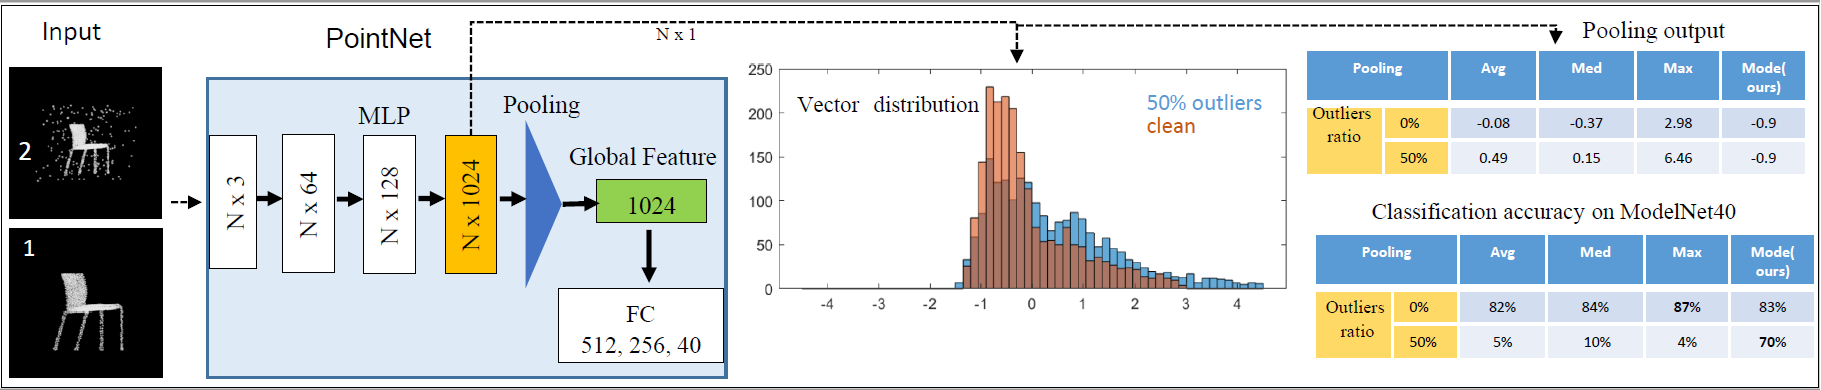 Input
2
1
PointNet
N x 3
N x 64
MLP
N x 128
N x 1024
Pooling
Global Feature
1024
FC
512, 256, 40
N x 1
Vector distribution
50% outliers
clean
250
200
150
100
50
0
-4 -3 -2 -1 0 1 2 3 4
Pooling output
Pooling Avg Med Max Mode(
ours)
Outliers
ratio
0% -0.08 -0.37 2.98 -0.9
50% 0.49 0.15 6.46 -0.9
Classification accuracy on ModelNet40
Pooling Avg Med Max Mode(
ours)
Outliers
ratio
0% 82% 84% 87% 83%
50% 5% 10% 4% 70%